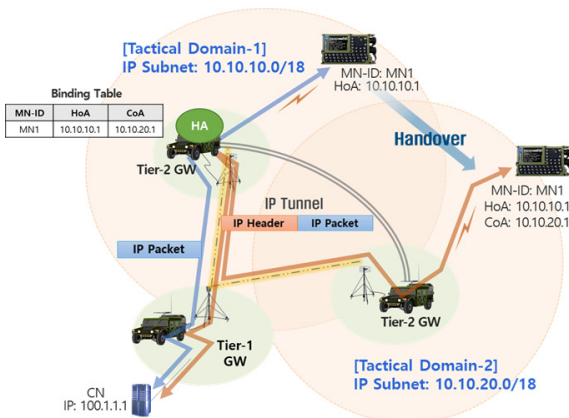 [Tactical Domain-1]
IP Subnet: 10.10.10.0/18
MN-ID: MN1
HoA: 10.10.10.1
Binding Table
MN-ID HoA CoA
MN1 10.10.10.1 10.10.20.1
HA
Tier-2 GW
Handover
MN-ID: MN1
HoA: 10.10.10.1
CoA: 10.10.20.1
IP Tunnel
IP Header IP Packet
IP Packet
Tier-2 GW
Tier-1
GW
[Tactical Domain-2]
IP Subnet: 10.10.20.0/18
CN
IP: 100.1.1.1